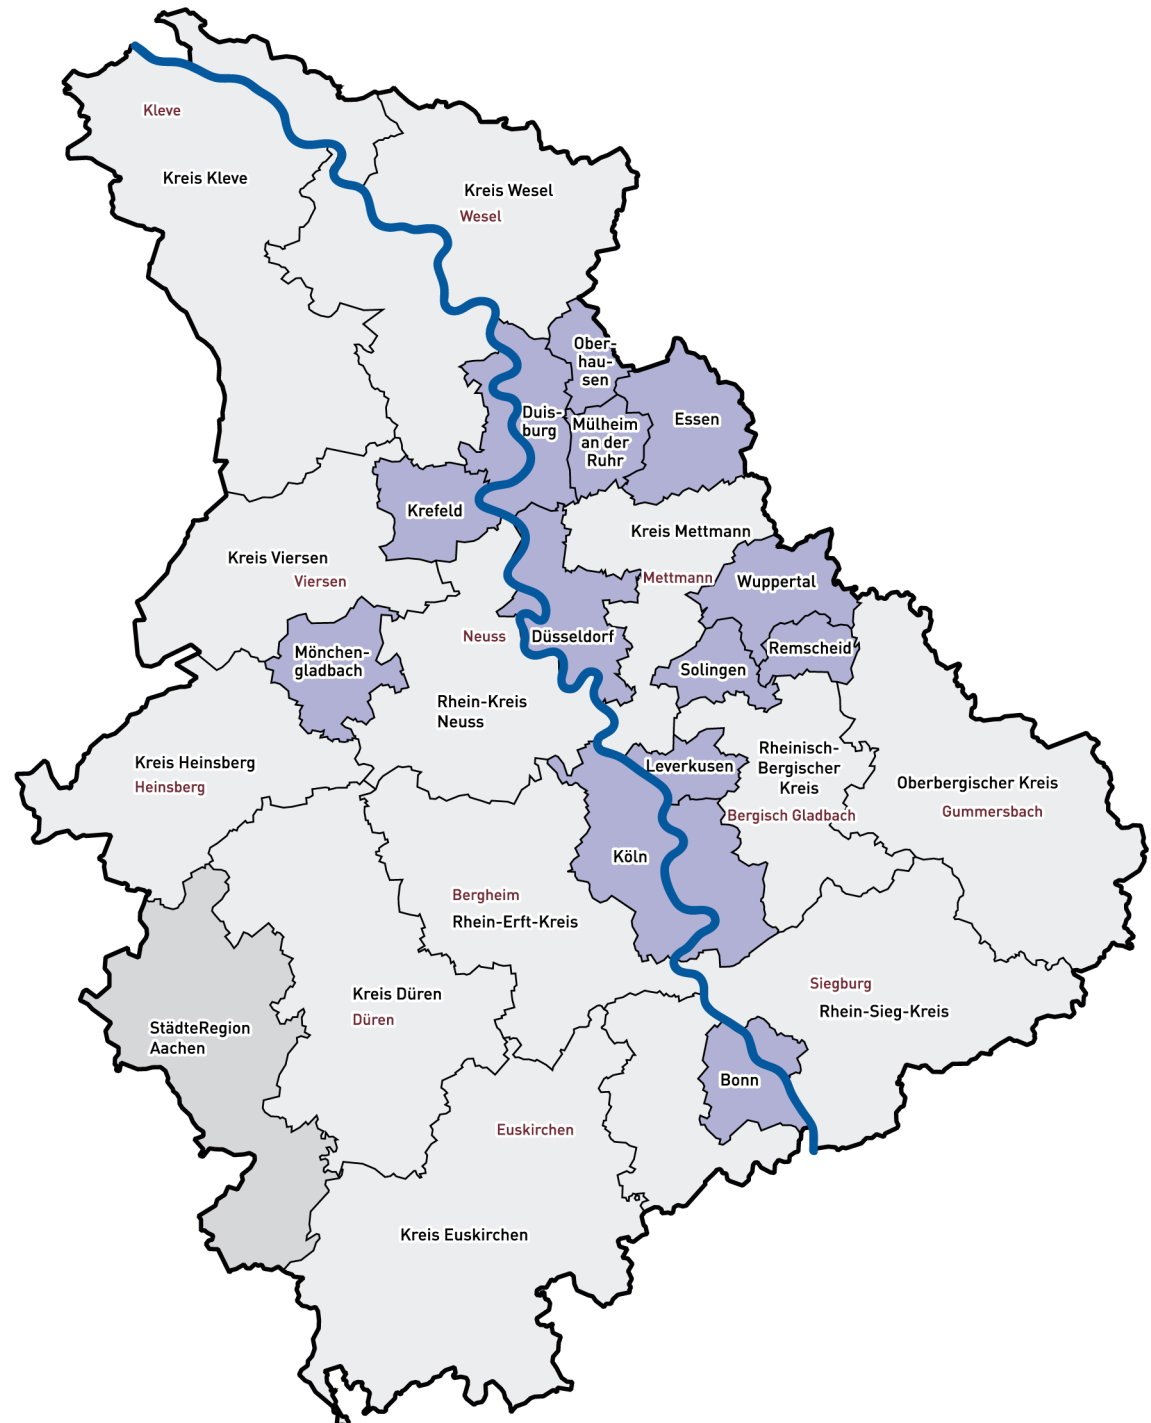 Kleve
Kreis Kleve
Kreis Wesel
Wesel
Ober-
hau-
sen
Duis-
burg
Mülheim
an der
Ruhr
Essen
Krefeld
Kreis Mettmann
Mettmann
Kreis Viersen
Viersen
Wuppertal
Neuss
Düsseldorf
Remscheid
Mönchen-
gladbach
Solingen
Rhein-Kreis
Neuss
Kreis Heinsberg
Heinsberg
Leverkusen
Rheinisch-
Bergischer
Kreis
Bergisch Gladbach
Oberbergischer Kreis
Gummersbach
Köln
Bergheim
Rhein-Erft-Kreis
Kreis Düren
Düren
Siegburg
Rhein-Sieg-Kreis
StädteRegion
Aachen
Bonn
Euskirchen
Kreis Euskirchen